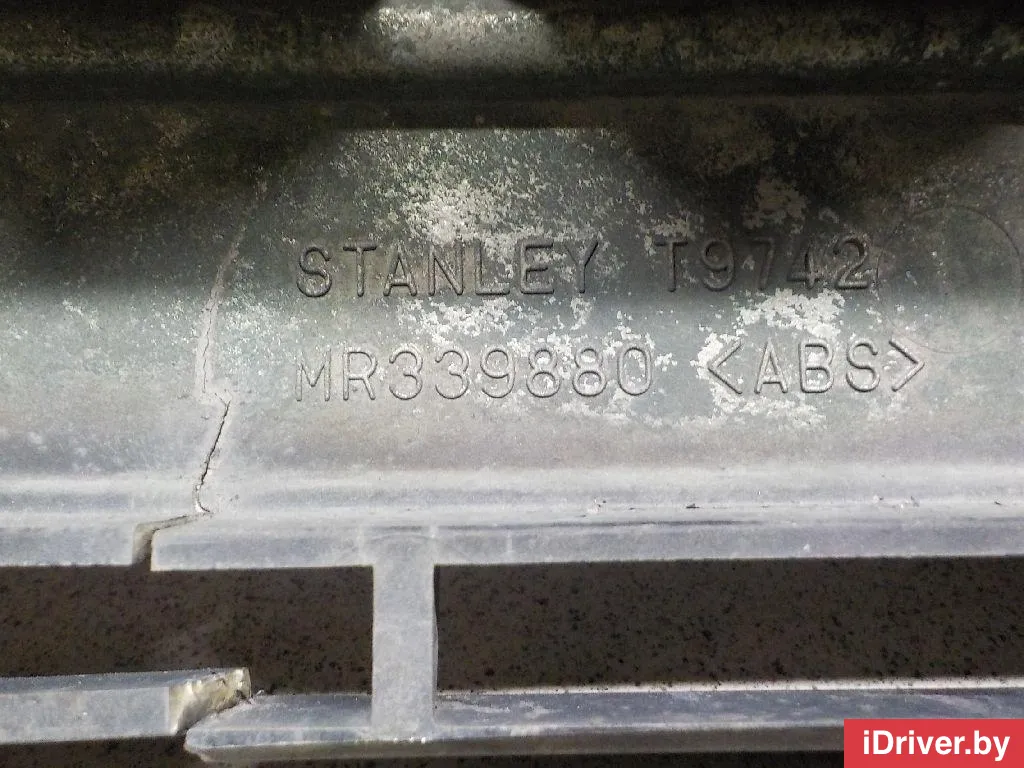 STANLEY T9742
MR339880 <ABS>
iDriver.by